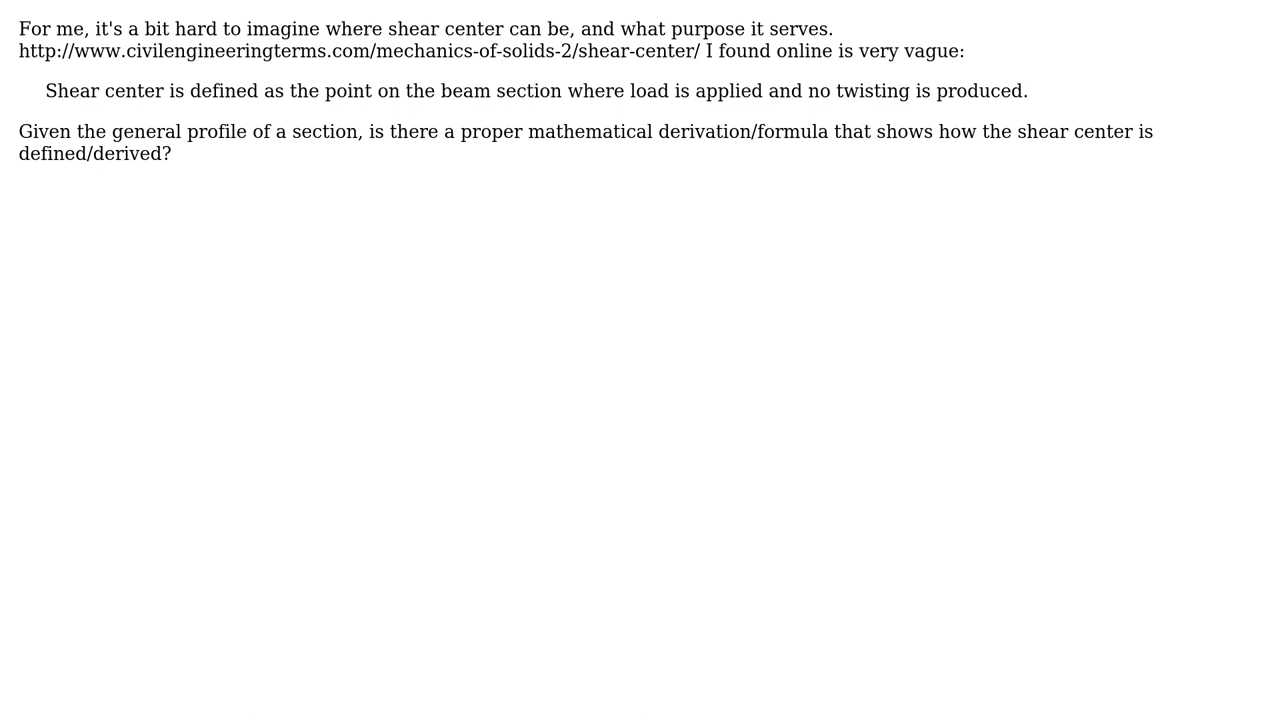 For me, it's a bit hard to imagine where shear center can be, and what purpose it serves.
http://www.civilengineeringterms.com/mechanics-of-solids-2/shear-center/ I found online is very vague:
Shear center is defined as the point on the beam section where load is applied and no twisting is produced.
Given the general profile of a section, is there a proper mathematical derivation/formula that shows how the shear center is
defined/derived?